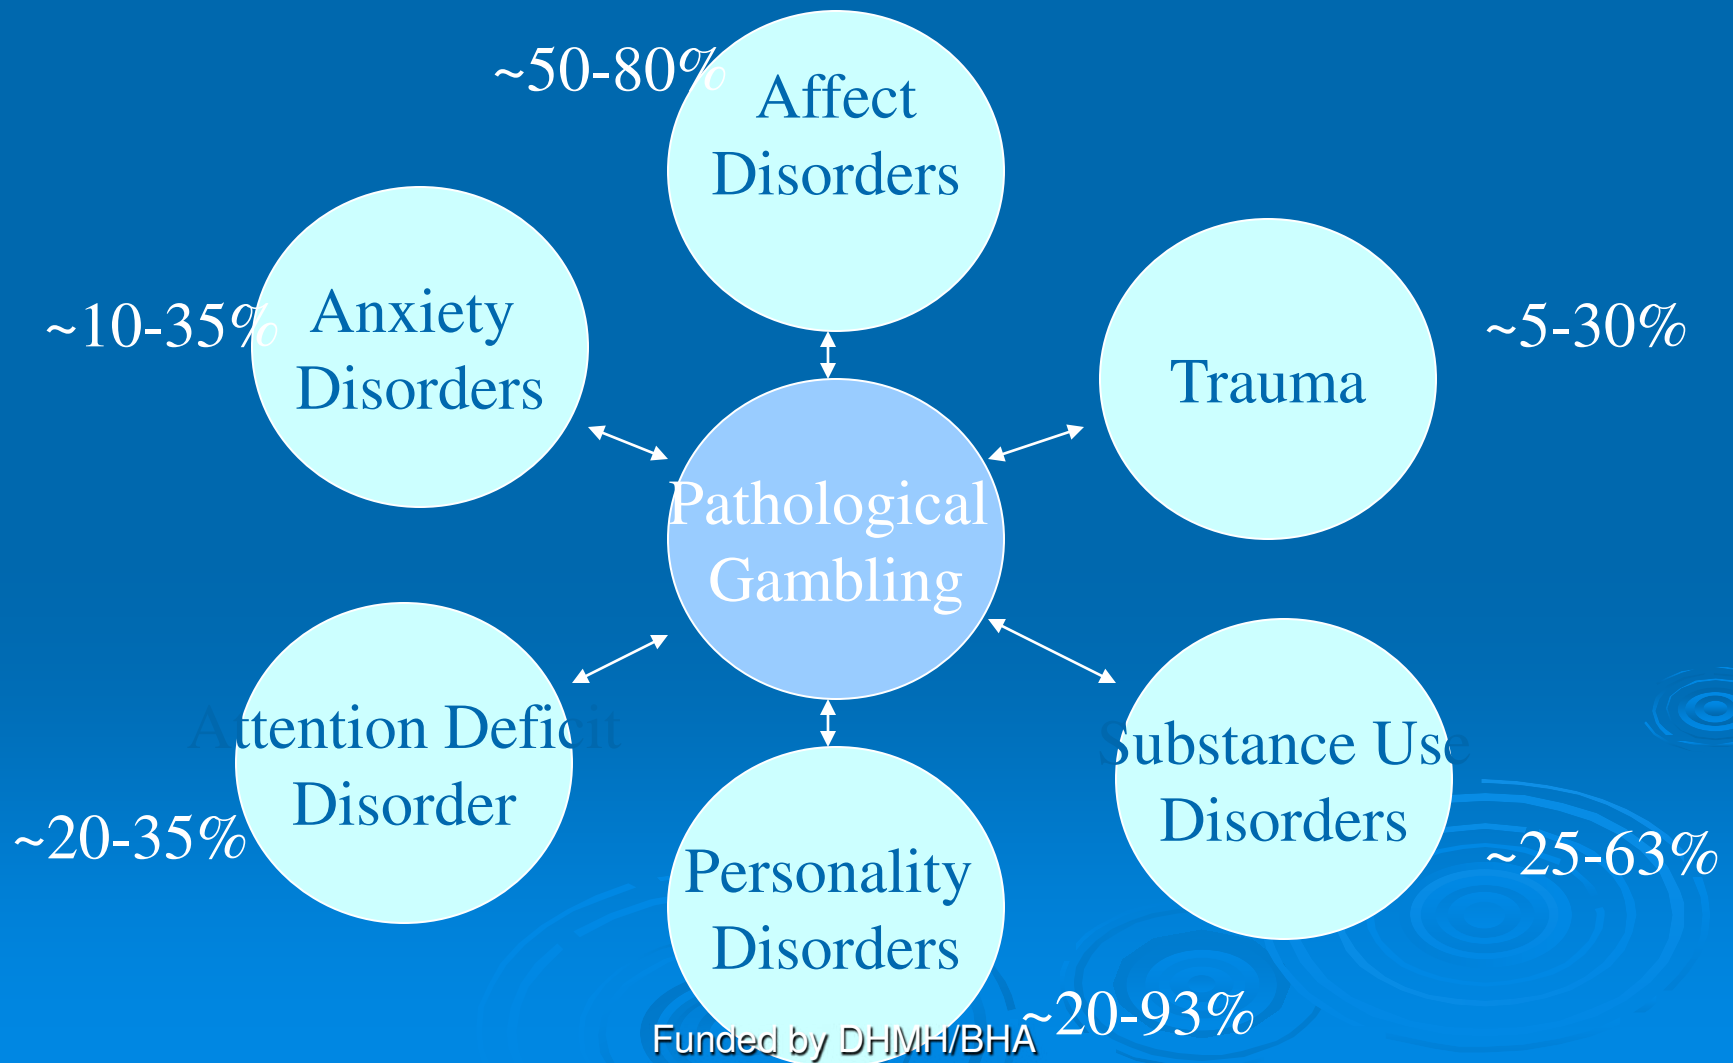 ~50-80%
Affect
Disorders
~10-35%
Anxiety
Disorders
Trauma
~5-30%
Pathological
Gambling
Attention Deficit
Disorder
~20-35%
Substance Use
Disorders
~25-63%
Personality
Disorders
~20-93%
Funded by DHMH/BHA